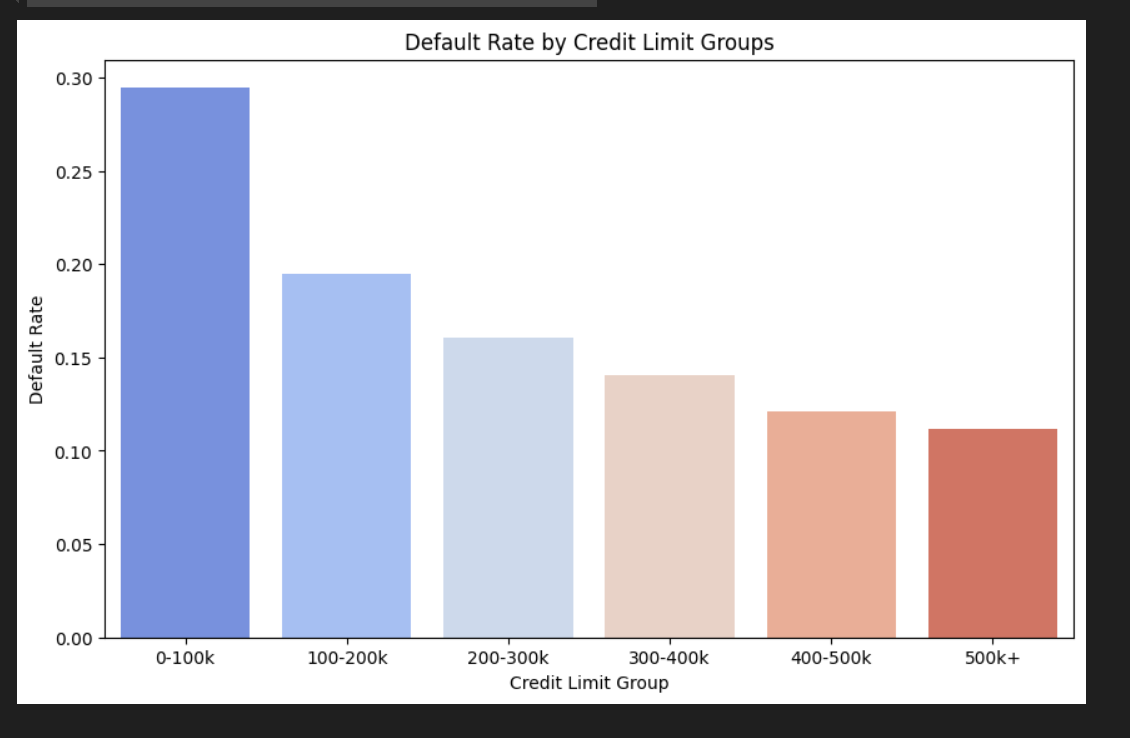 Default Rate by Credit Limit Groups
Default Rate
0.30
0.25
0.20
0.15
0.10
0.05
0.00
0-100k 100-200k 200-300k 300-400k 400-500k 500k+
Credit Limit Group